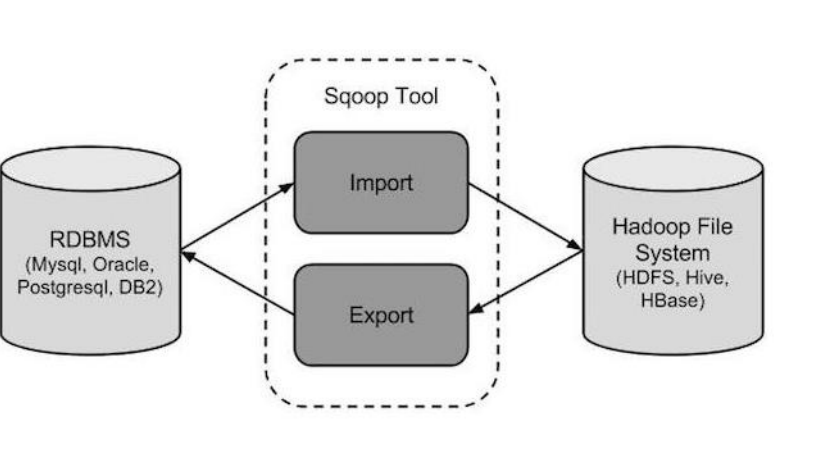 Sqoop Tool
Import
RDBMS
(Mysql, Oracle,
Postgresql, DB2)
Hadoop File
System
(HDFS, Hive,
HBase)
Export